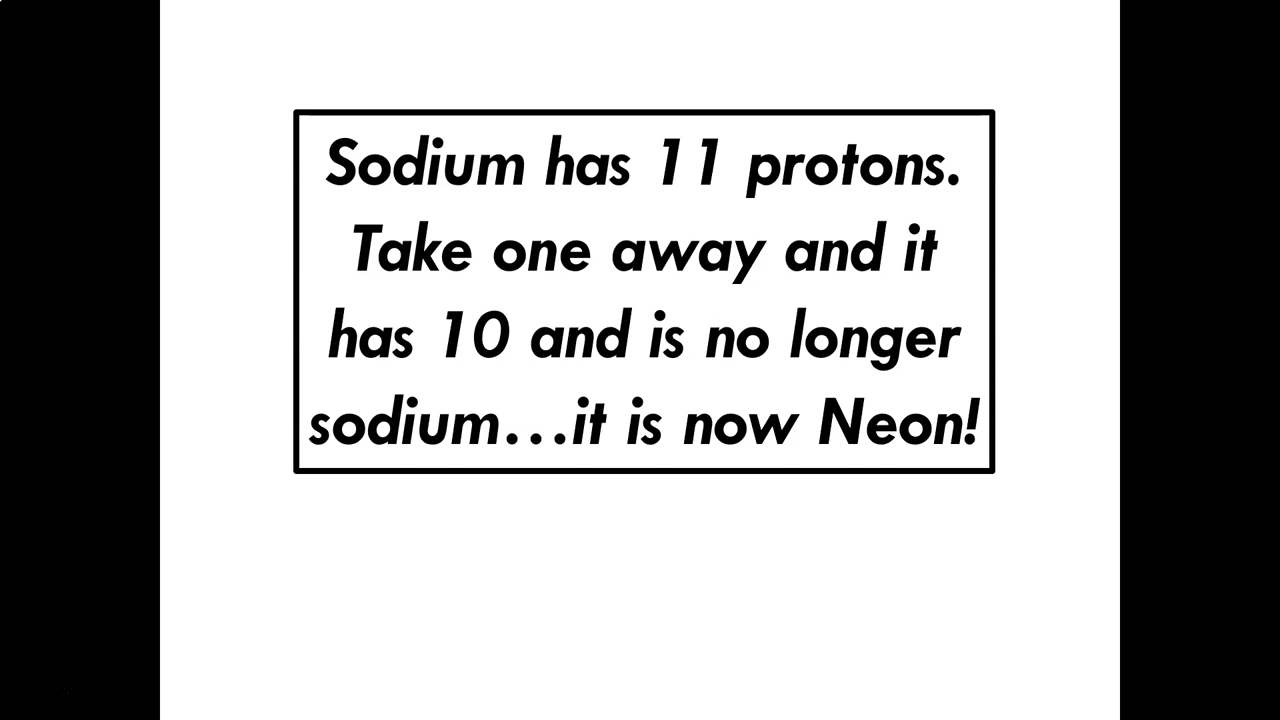 Sodium has 11 protons.
Take one away and it
has 10 and is no longer
sodium...it is now Neon!